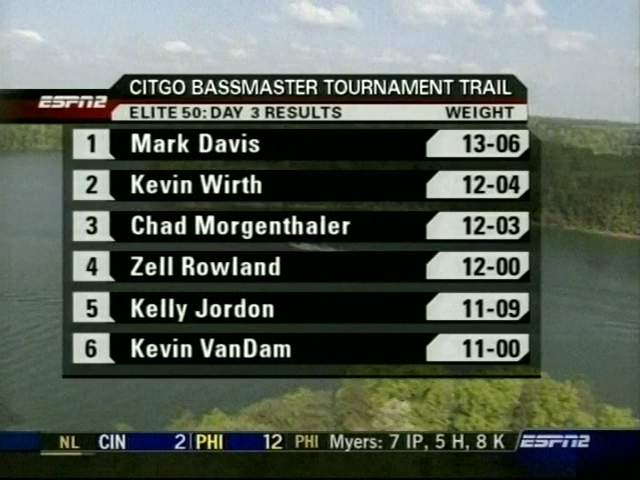 CITGO BASSMASTER TOURNAMENT TRAIL
ESPN2
ELITE 50: DAY 3 RESULTS WEIGHT
1 Mark Davis 13-06
2 Kevin Wirth 12-04
3 Chad Morgenthaler 12-03
4 Zell Rowland 12-00
5 Kelly Jordon 11-09
6 Kevin VanDam 11-00
NL CIN 2 PHI 12 PHI Myers: 7 IP, 5 H, 8 K ESPN2